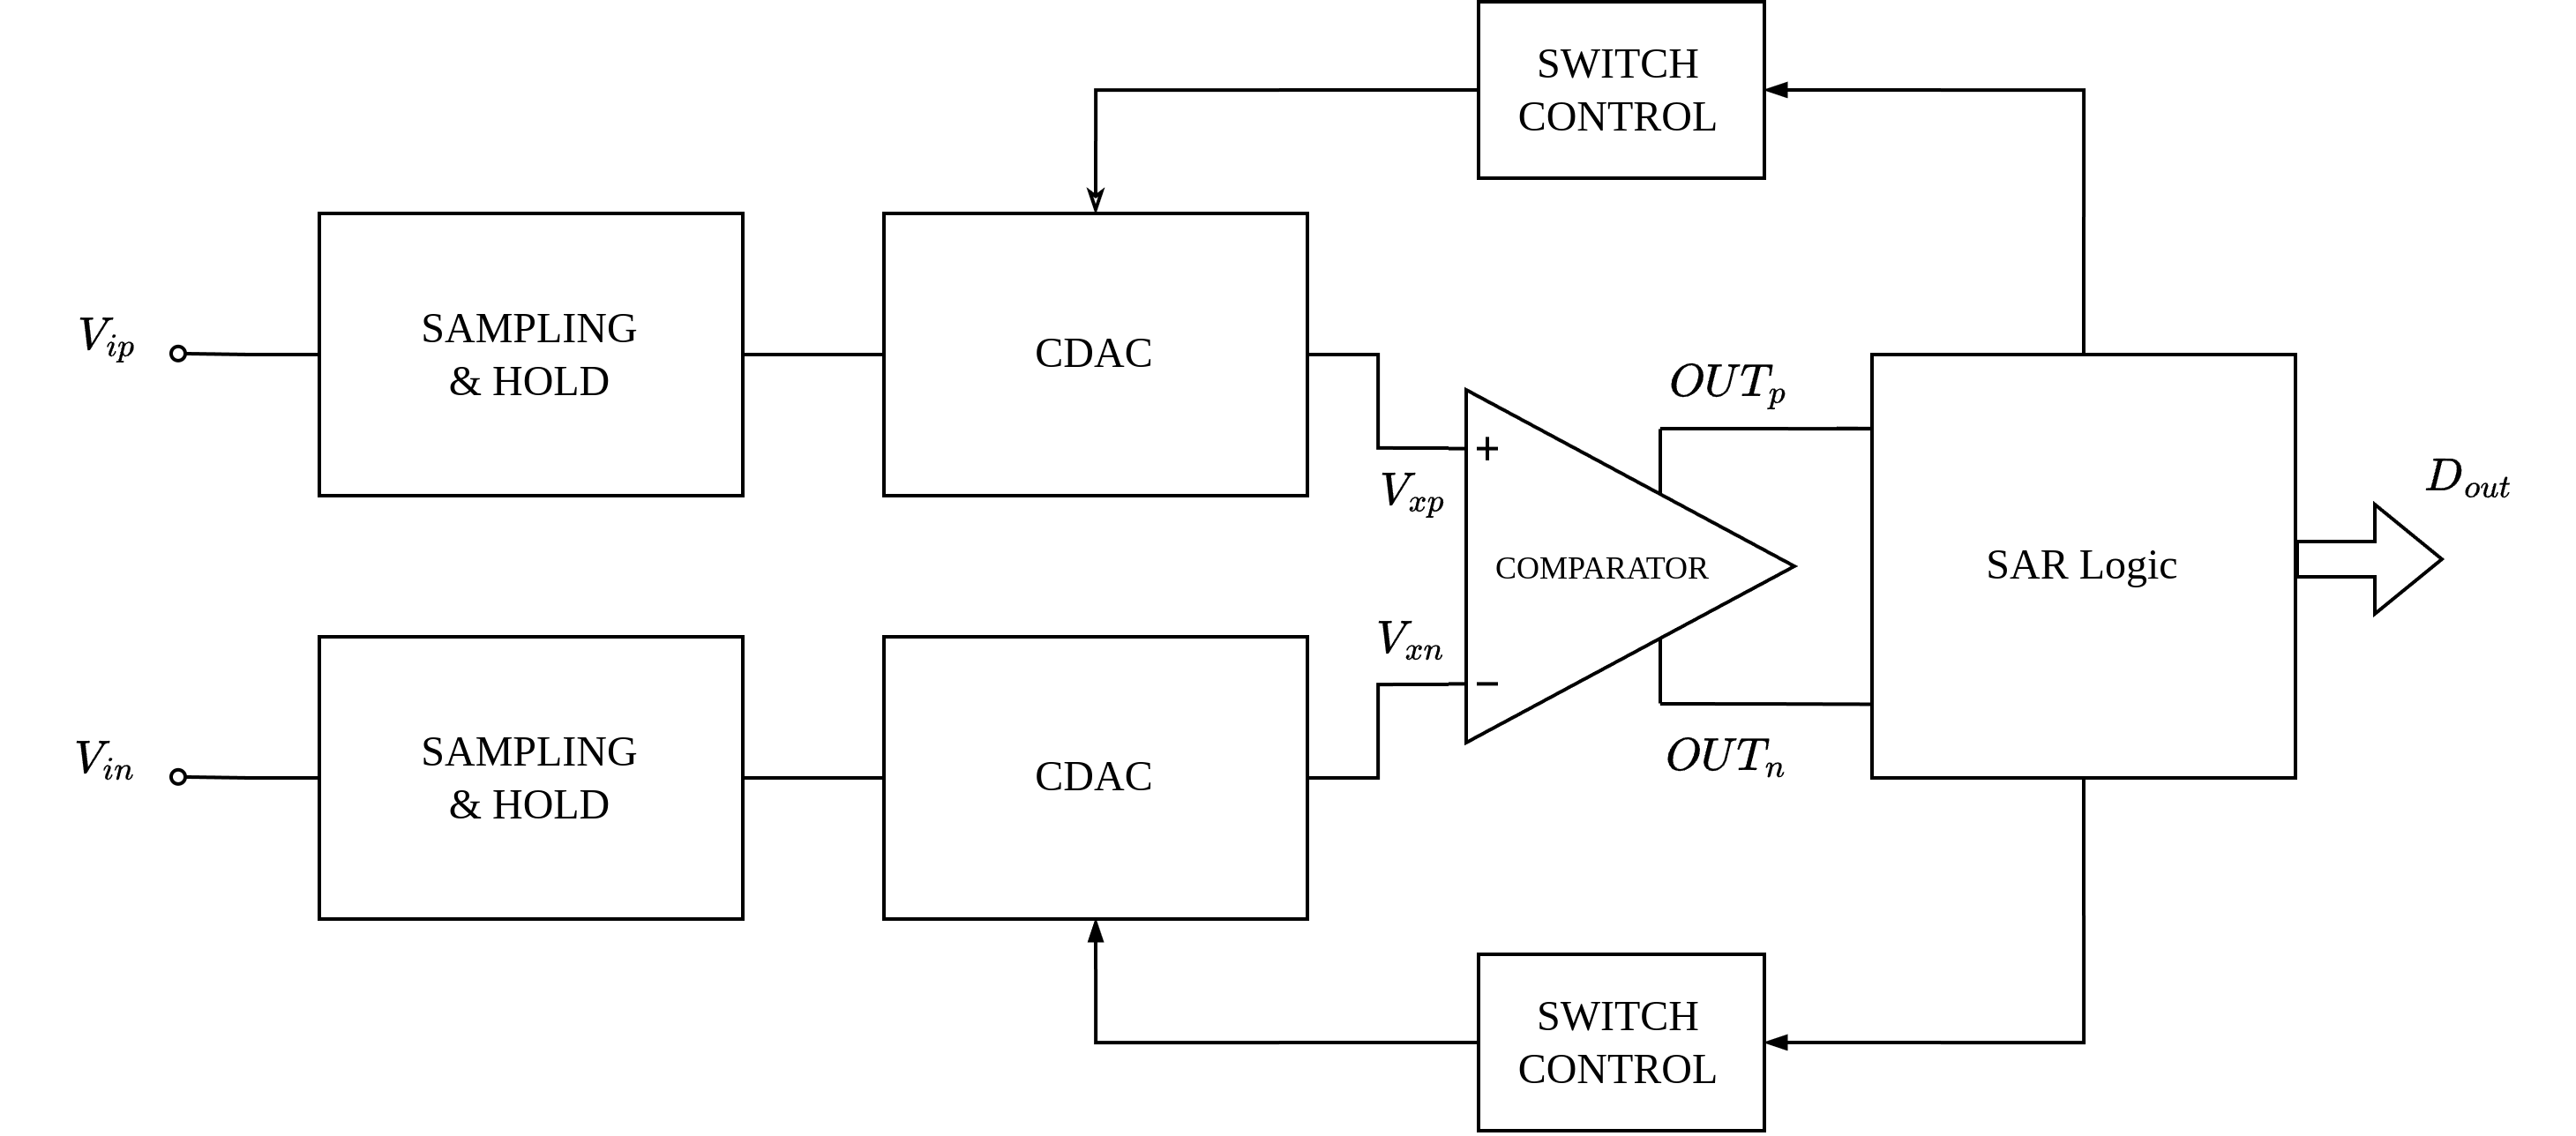 SWITCH
CONTROL
SAMPLING
& HOLD
CDAC
V_{ip}
OUT_p
+
V_{xp}
D_{out}
COMPARATOR
SAR Logic
V_{xn}
−
V_{in}
SAMPLING
& HOLD
CDAC
OUT_n
SWITCH
CONTROL